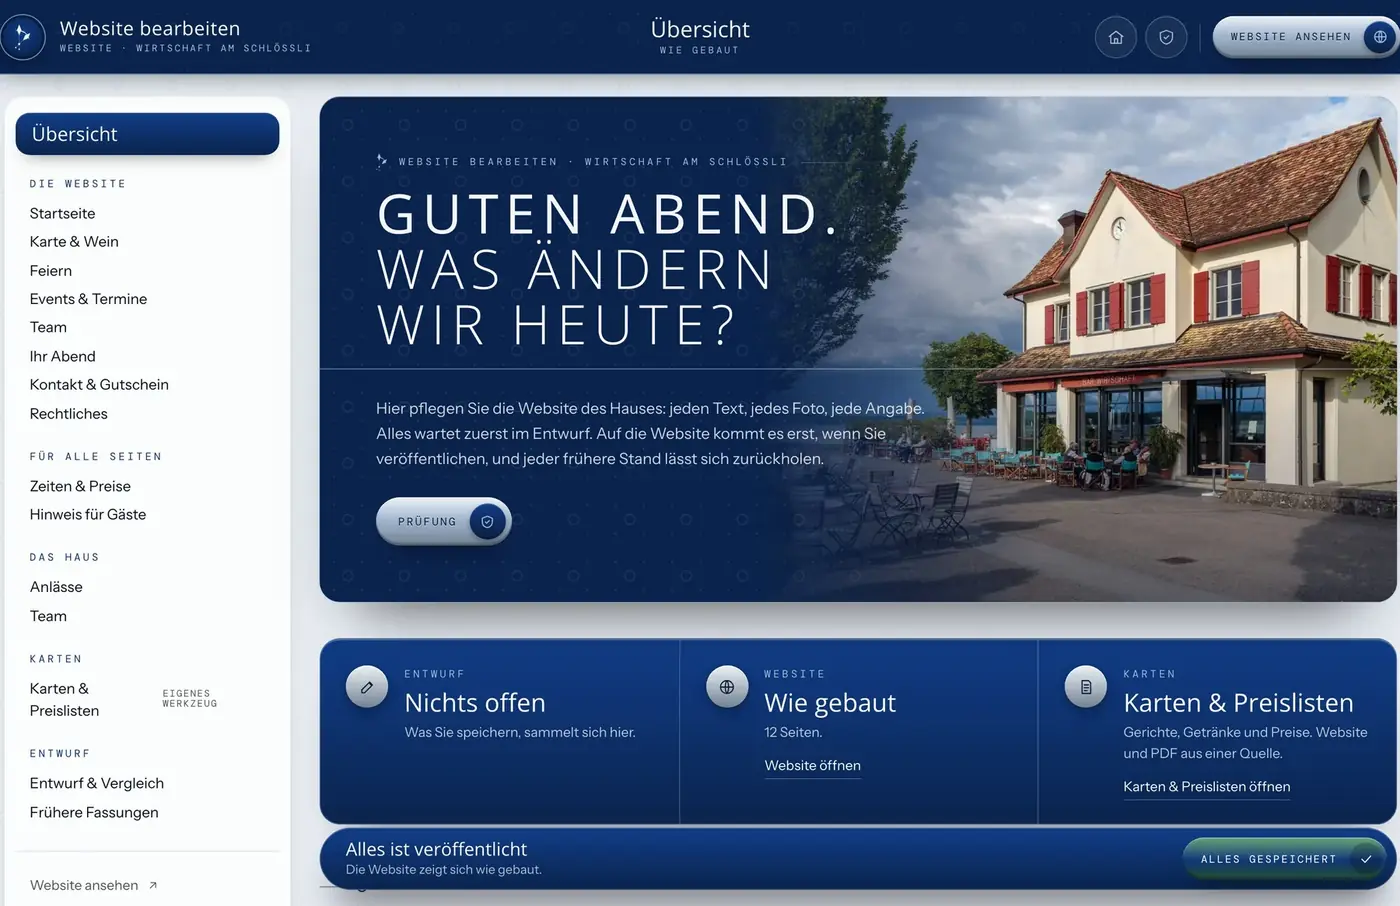 Website bearbeiten
WEBSITE · WIRTSCHAFT AM SCHLÖSSLI
Übersicht
WIE GEBAUT
WEBSITE ANSEHEN
Übersicht
DIE WEBSITE
Startseite
Karte & Wein
Feiern
Events & Termine
Team
Ihr Abend
Kontakt & Gutschein
Rechtliches
FÜR ALLE SEITEN
Zeiten & Preise
Hinweis für Gäste
DAS HAUS
Anlässe
Team
KARTEN
Karten &
Preislisten
EIGENES
WERKZEUG
ENTWURF
Entwurf & Vergleich
Frühere Fassungen
Website ansehen
WEBSITE BEARBEITEN · WIRTSCHAFT AM SCHLÖSSLI
GUTEN ABEND.
WAS ÄNDERN
WIR HEUTE?
Hier pflegen Sie die Website des Hauses: jeden Text, jedes Foto, jede Angabe.
Alles wartet zuerst im Entwurf. Auf die Website kommt es erst, wenn Sie
veröffentlichen, und jeder frühere Stand lässt sich zurückholen.
PRÜFUNG
ENTWURF
Nichts offen
Was Sie speichern, sammelt sich hier.
WEBSITE
Wie gebaut
12 Seiten.
Website öffnen
KARTEN
Karten & Preislisten
Gerichte, Getränke und Preise. Website
und PDF aus einer Quelle.
Karten & Preislisten öffnen
Alles ist veröffentlicht
Die Website zeigt sich wie gebaut.
ALLES GESPEICHERT